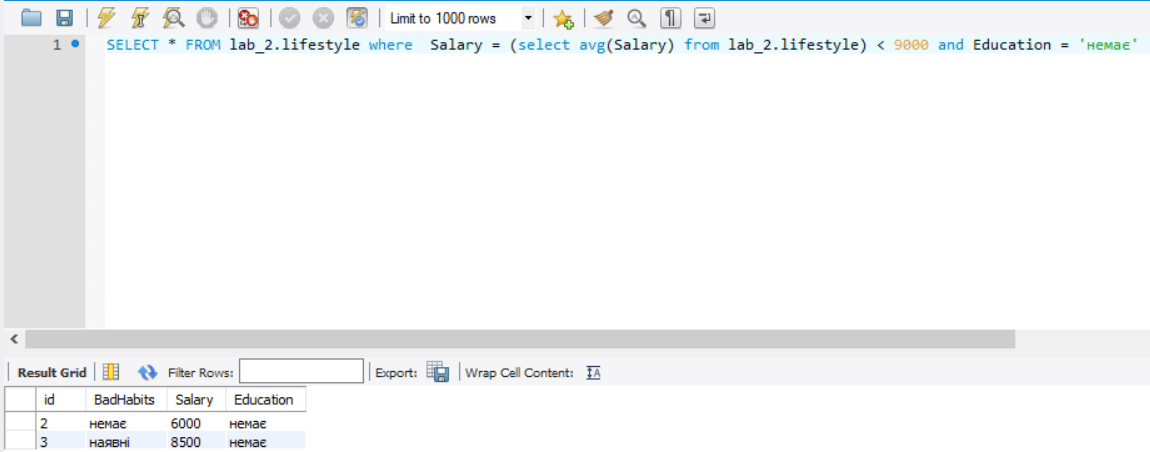 Limit to 1000 rows
1 SELECT * FROM lab_2.lifestyle where  Salary = (select avg(Salary) from lab_2.lifestyle) < 9000 and Education = 'немає'
Result Grid Filter Rows: Export: Wrap Cell Content:
id BadHabits Salary Education
2 немає 6000 немає
3 наявні 8500 немає